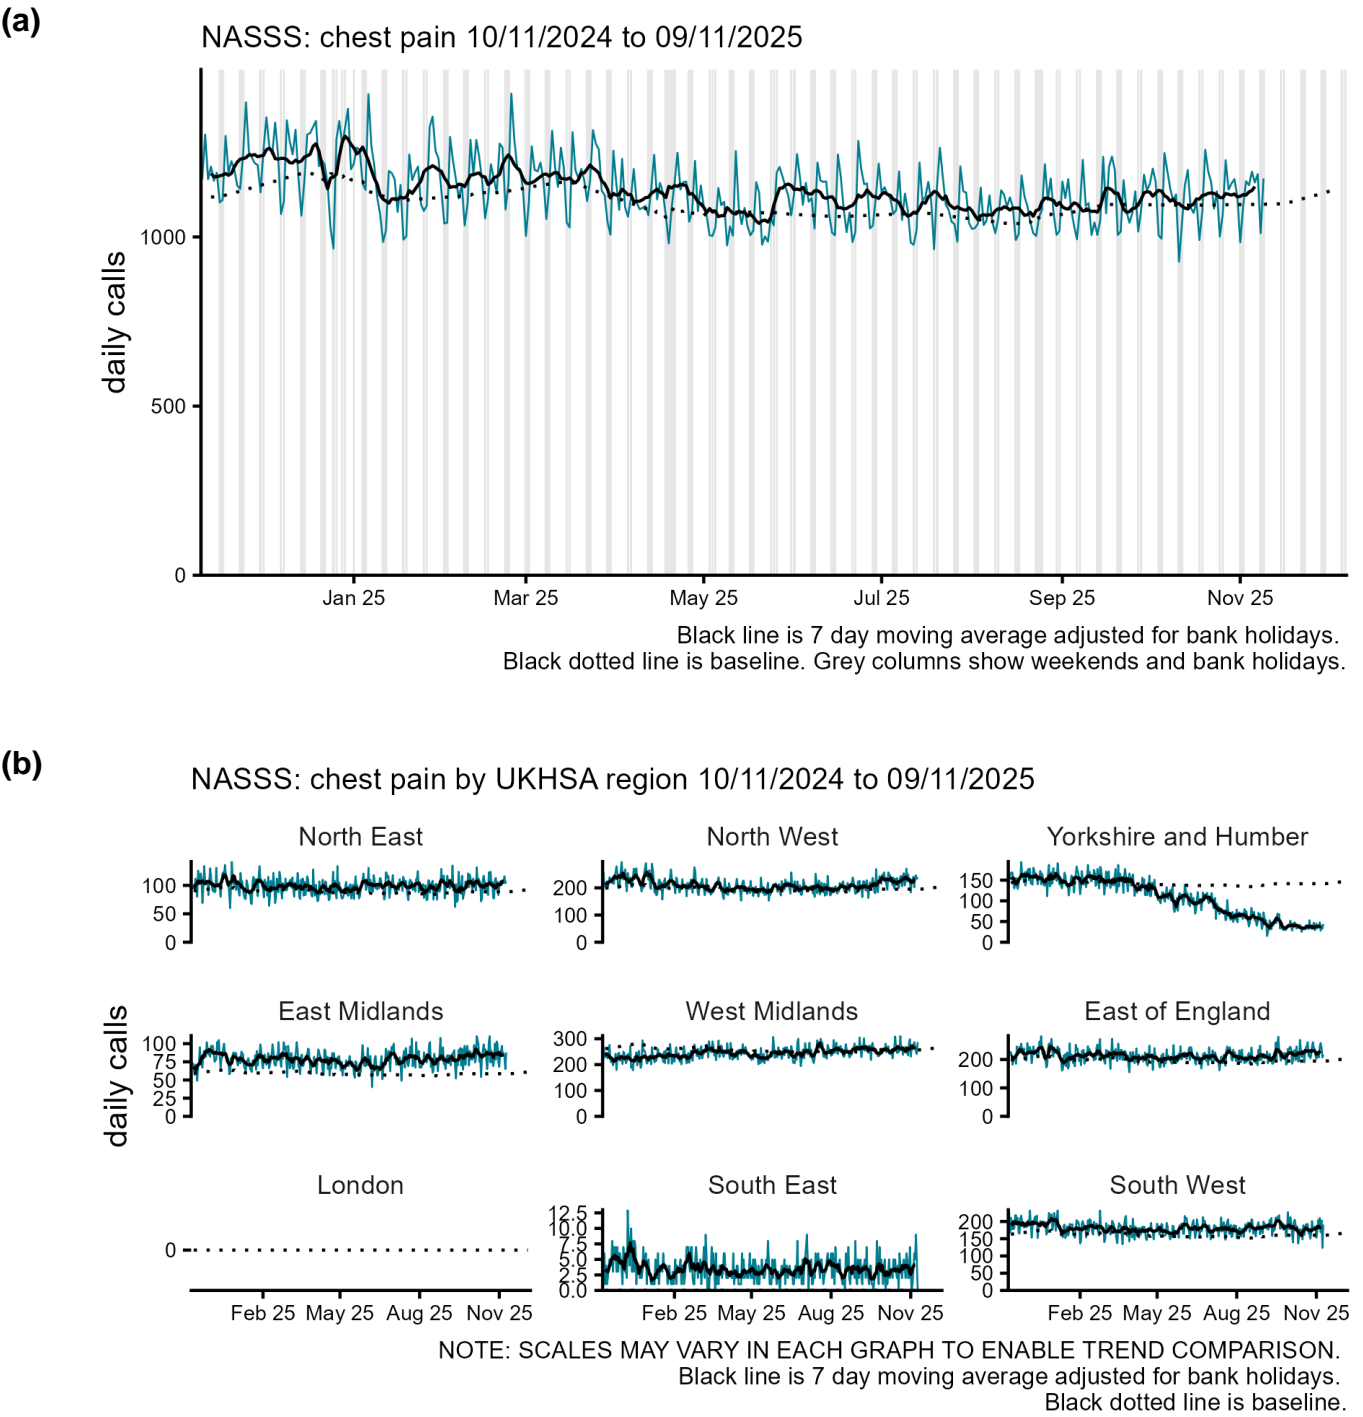 (a)
NASSS: chest pain 10/11/2024 to 09/11/2025
daily calls
1000
500
0
Jan 25 Mar 25 May 25 Jul 25 Sep 25 Nov 25
Black line is 7 day moving average adjusted for bank holidays.
Black dotted line is baseline. Grey columns show weekends and bank holidays.
(b)
NASSS: chest pain by UKHSA region 10/11/2024 to 09/11/2025
daily calls
North East
100
50
0
North West
200
100
0
Yorkshire and Humber
150
100
50
0
East Midlands
100
75
50
25
0
West Midlands
300
200
100
0
East of England
200
100
0
London
0
South East
12.5
10.0
7.5
5.0
2.5
0.0
South West
200
150
100
50
0
Feb 25 May 25 Aug 25 Nov 25
Feb 25 May 25 Aug 25 Nov 25
Feb 25 May 25 Aug 25 Nov 25
NOTE: SCALES MAY VARY IN EACH GRAPH TO ENABLE TREND COMPARISON.
Black line is 7 day moving average adjusted for bank holidays.
Black dotted line is baseline.